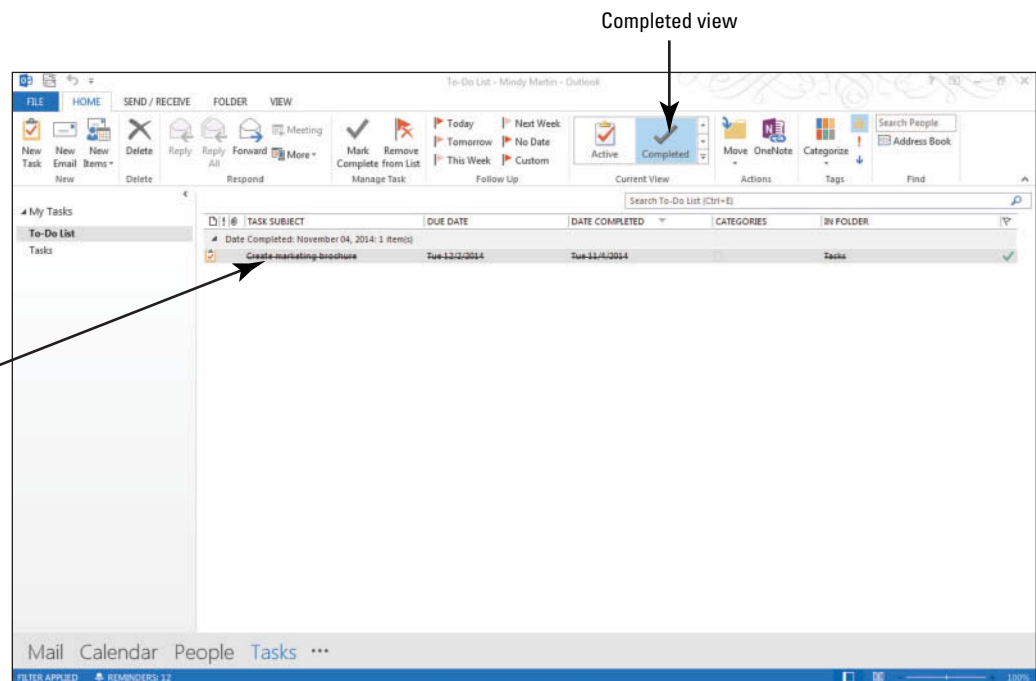 Completed view
To-Do List - Mindy Martin - Outlook
FILE HOME SEND / RECEIVE FOLDER VIEW
New Task New Email New Items Delete Reply Reply All Forward Meeting More Mark Complete Remove from List Today Tomorrow This Week Next Week No Date Custom Active Completed Move OneNote Categorize Search People Address Book
New Delete Respond Manage Task Follow Up Current View Actions Tags Find
Search To-Do List (Ctrl+E)
My Tasks
To-Do List
Tasks
TASK SUBJECT DUE DATE DATE COMPLETED CATEGORIES IN FOLDER
Date Completed: November 04, 2014: 1 item(s)
Create marketing brochure Tue 12/2/2014 Tue 11/4/2014 Tasks
Mail Calendar People Tasks •••
FILTER APPLIED REMINDERS: 12 100%